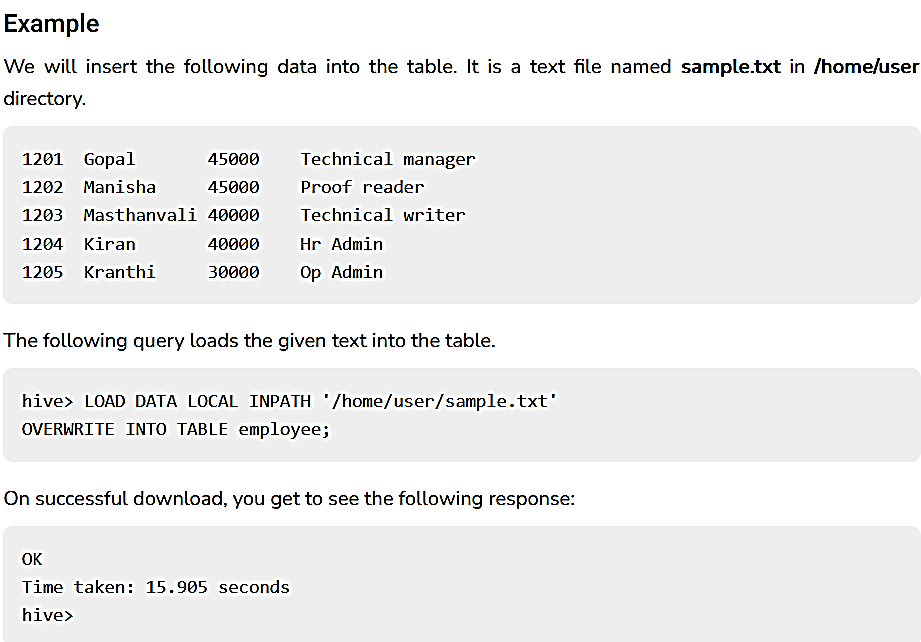 Example
We will insert the following data into the table. It is a text file named sample.txt in /home/user
directory.
1201 Gopal 45000 Technical manager
1202 Manisha 45000 Proof reader
1203 Masthanvali 40000 Technical writer
1204 Kiran 40000 Hr Admin
1205 Kranthi 30000 Op Admin
The following query loads the given text into the table.
hive> LOAD DATA LOCAL INPATH '/home/user/sample.txt'
OVERWRITE INTO TABLE employee;
On successful download, you get to see the following response:
OK
Time taken: 15.905 seconds
hive>